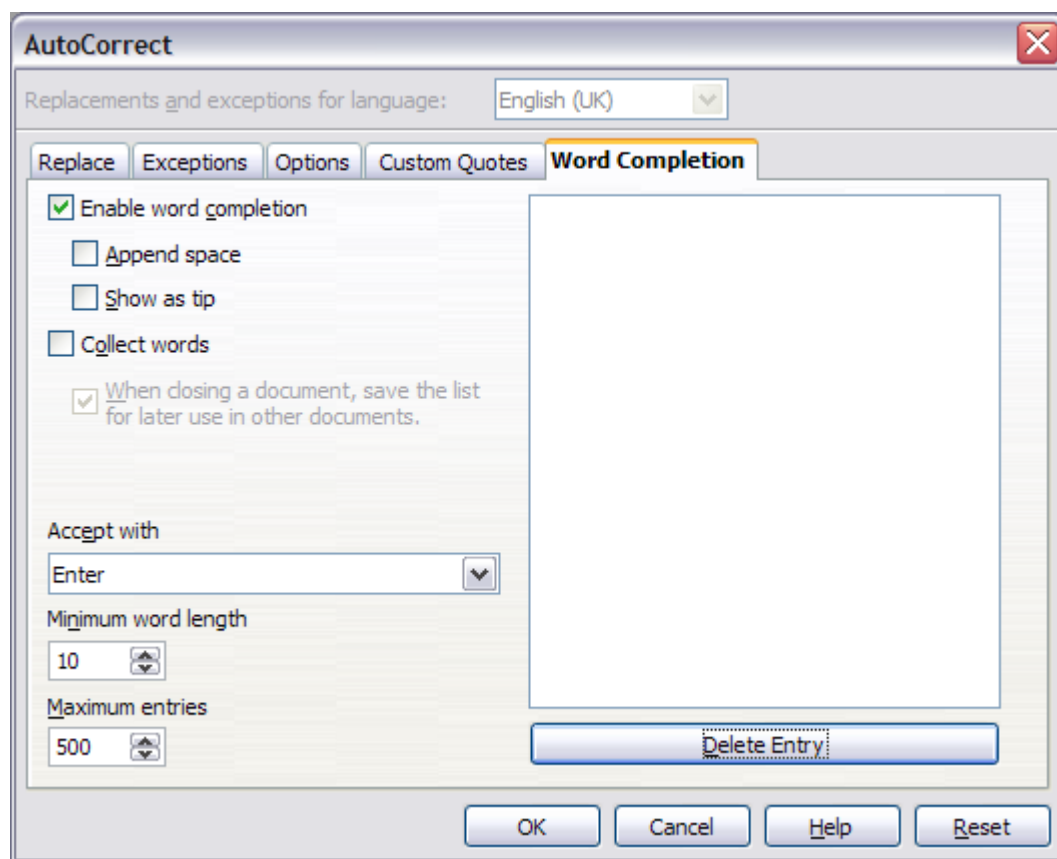 AutoCorrect
Replacements and exceptions for language: English (UK)
Replace Exceptions Options Custom Quotes Word Completion
Enable word completion
Append space
Show as tip
Collect words
When closing a document, save the list
for later use in other documents.
Accept with
Enter
Minimum word length
10
Maximum entries
500
Delete Entry
OK Cancel Help Reset